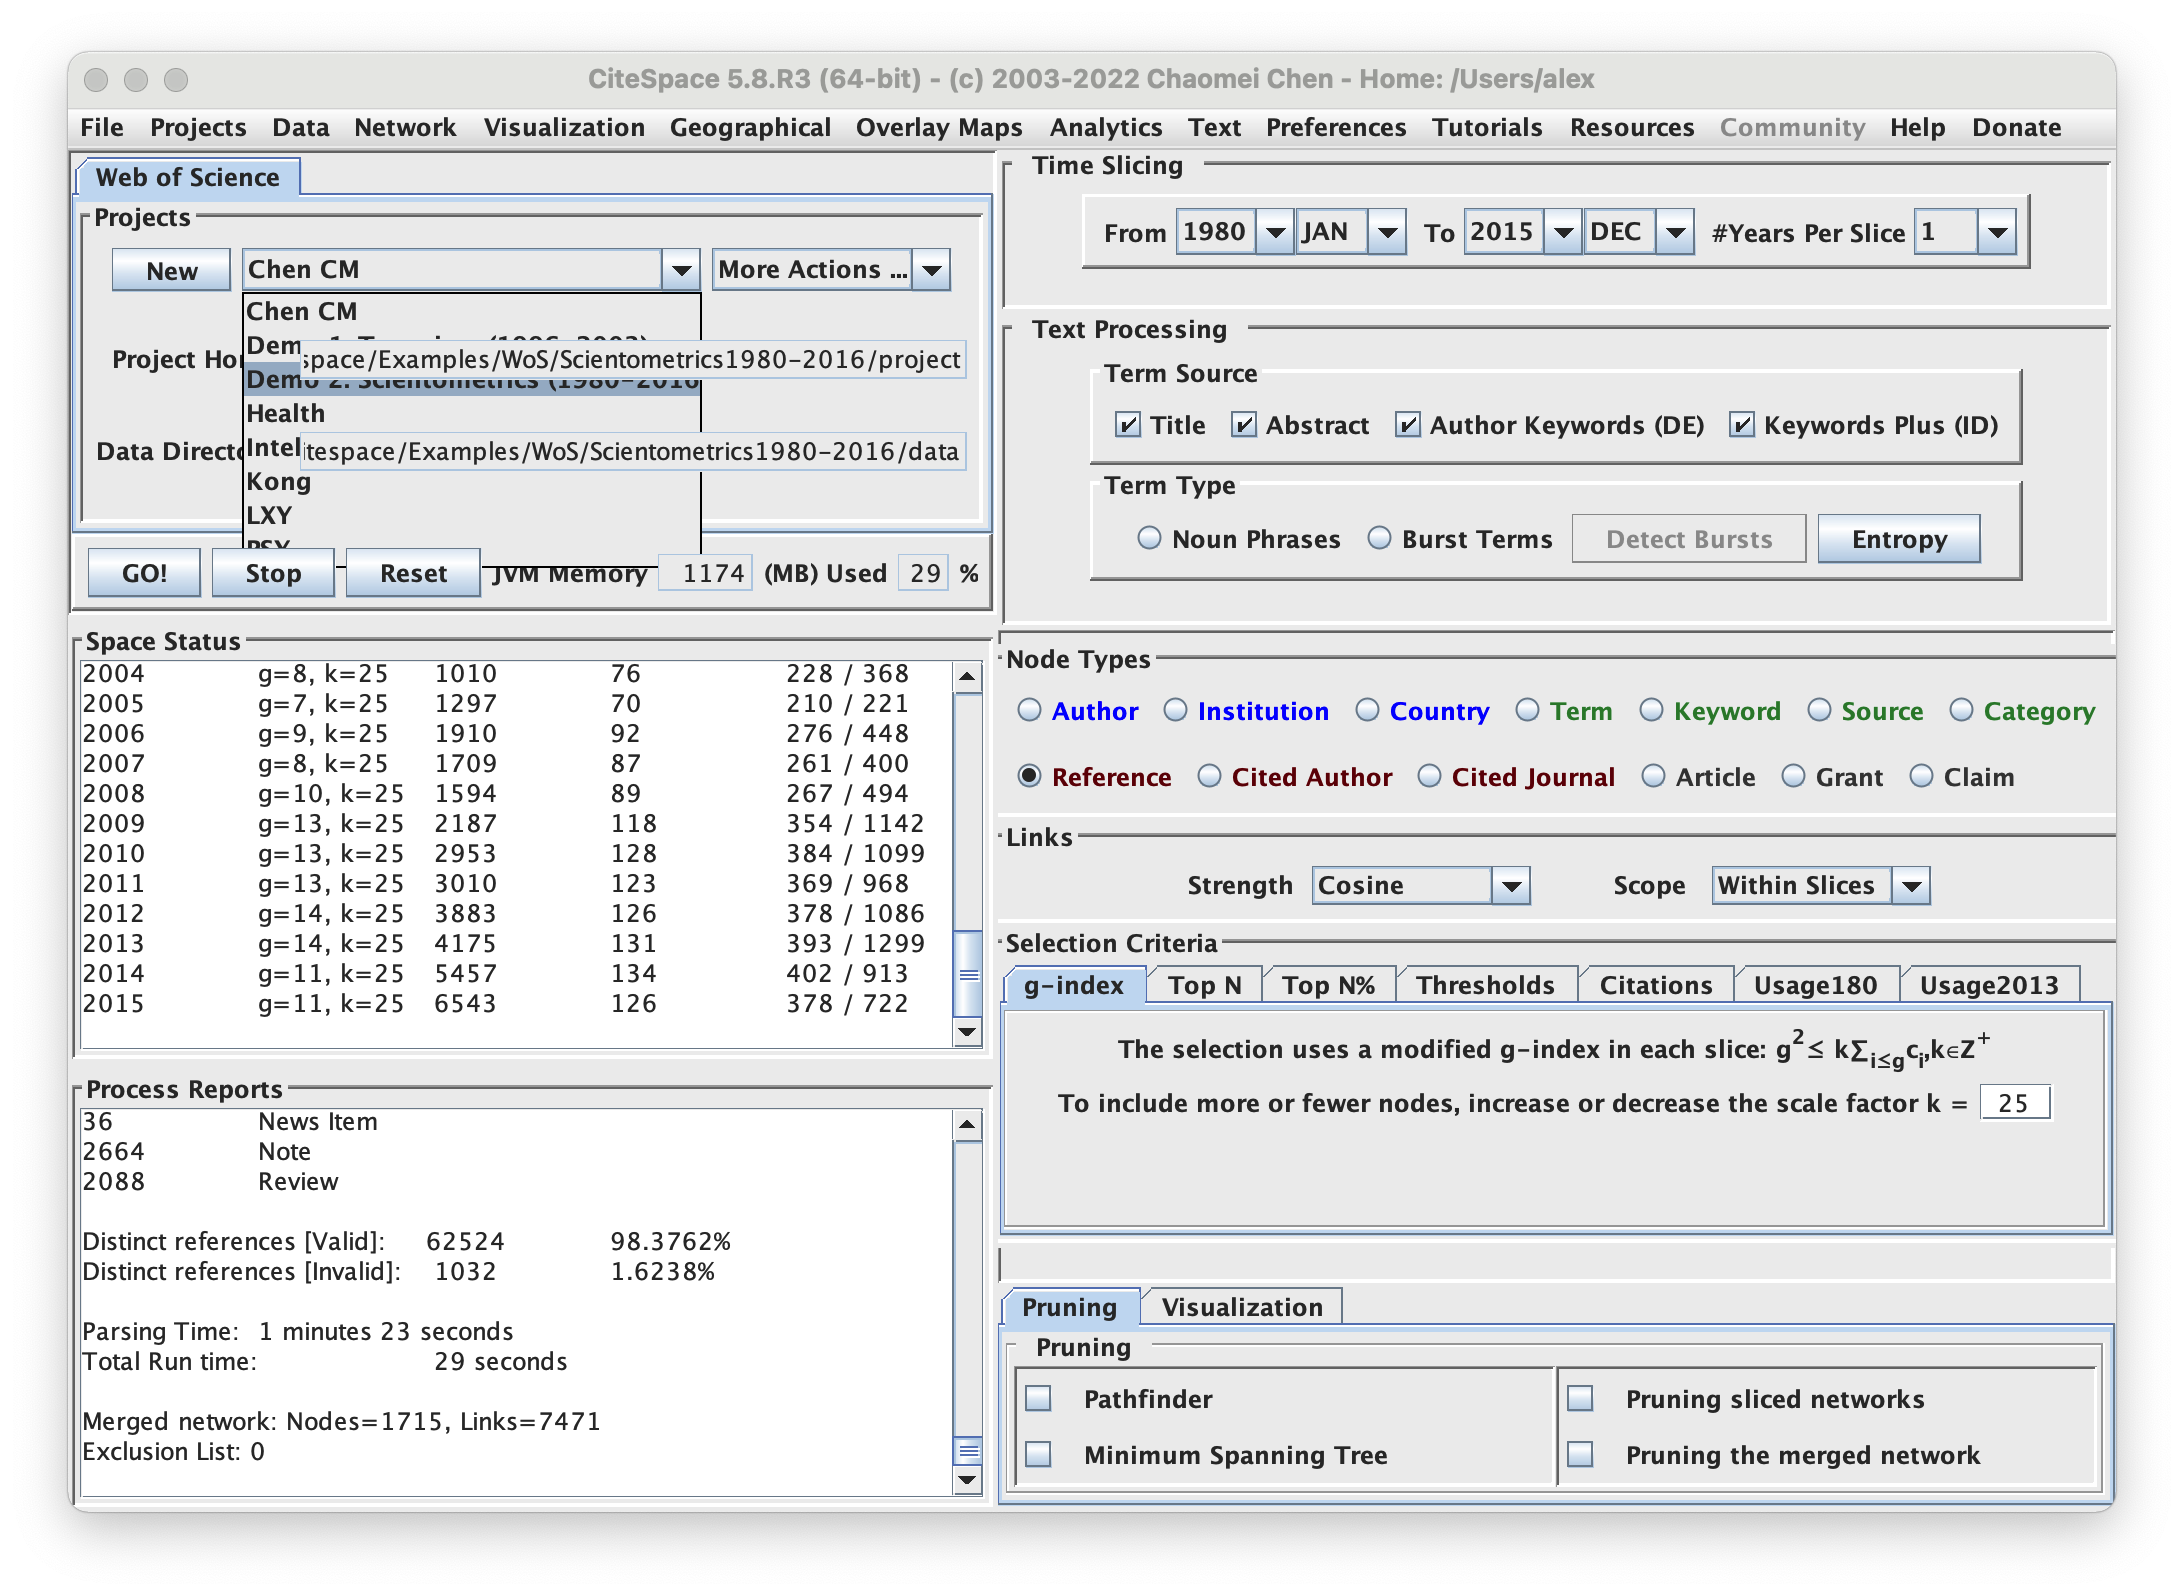 CiteSpace 5.8.R3 (64-bit) - (c) 2003-2022 Chaomei Chen - Home: /Users/alex
File Projects Data Network Visualization Geographical Overlay Maps Analytics Text Preferences Tutorials Resources Community Help Donate
Web of Science
Projects
New Chen CM More Actions ...
Chen CM
Project Hor space/Examples/WoS/Scientometrics1980-2016/project
Demo 2: Scientometrics (1980-2016
Health
Data Directo Intel itespace/Examples/WoS/Scientometrics1980-2016/data
Kong
LXY
PSY
GO! Stop Reset JVM Memory 1174 (MB) Used 29 %
Space Status
2004 g=8, k=25 1010 76 228 / 368
2005 g=7, k=25 1297 70 210 / 221
2006 g=9, k=25 1910 92 276 / 448
2007 g=8, k=25 1709 87 261 / 400
2008 g=10, k=25 1594 89 267 / 494
2009 g=13, k=25 2187 118 354 / 1142
2010 g=13, k=25 2953 128 384 / 1099
2011 g=13, k=25 3010 123 369 / 968
2012 g=14, k=25 3883 126 378 / 1086
2013 g=14, k=25 4175 131 393 / 1299
2014 g=11, k=25 5457 134 402 / 913
2015 g=11, k=25 6543 126 378 / 722
Process Reports
36 News Item
2664 Note
2088 Review
Distinct references [Valid]: 62524 98.3762%
Distinct references [Invalid]: 1032 1.6238%
Parsing Time: 1 minutes 23 seconds
Total Run time: 29 seconds
Merged network: Nodes=1715, Links=7471
Exclusion List: 0
Time Slicing
From 1980 JAN To 2015 DEC #Years Per Slice 1
Text Processing
Term Source
Title Abstract Author Keywords (DE) Keywords Plus (ID)
Term Type
Noun Phrases Burst Terms Detect Bursts Entropy
Node Types
Author Institution Country Term Keyword Source Category
Reference Cited Author Cited Journal Article Grant Claim
Links
Strength Cosine Scope Within Slices
Selection Criteria
g-index Top N Top N% Thresholds Citations Usage180 Usage2013
The selection uses a modified g-index in each slice: g²≤ k∑i≤gci,k∈Z⁺
To include more or fewer nodes, increase or decrease the scale factor k = 25
Pruning Visualization
Pruning
Pathfinder Pruning sliced networks
Minimum Spanning Tree Pruning the merged network